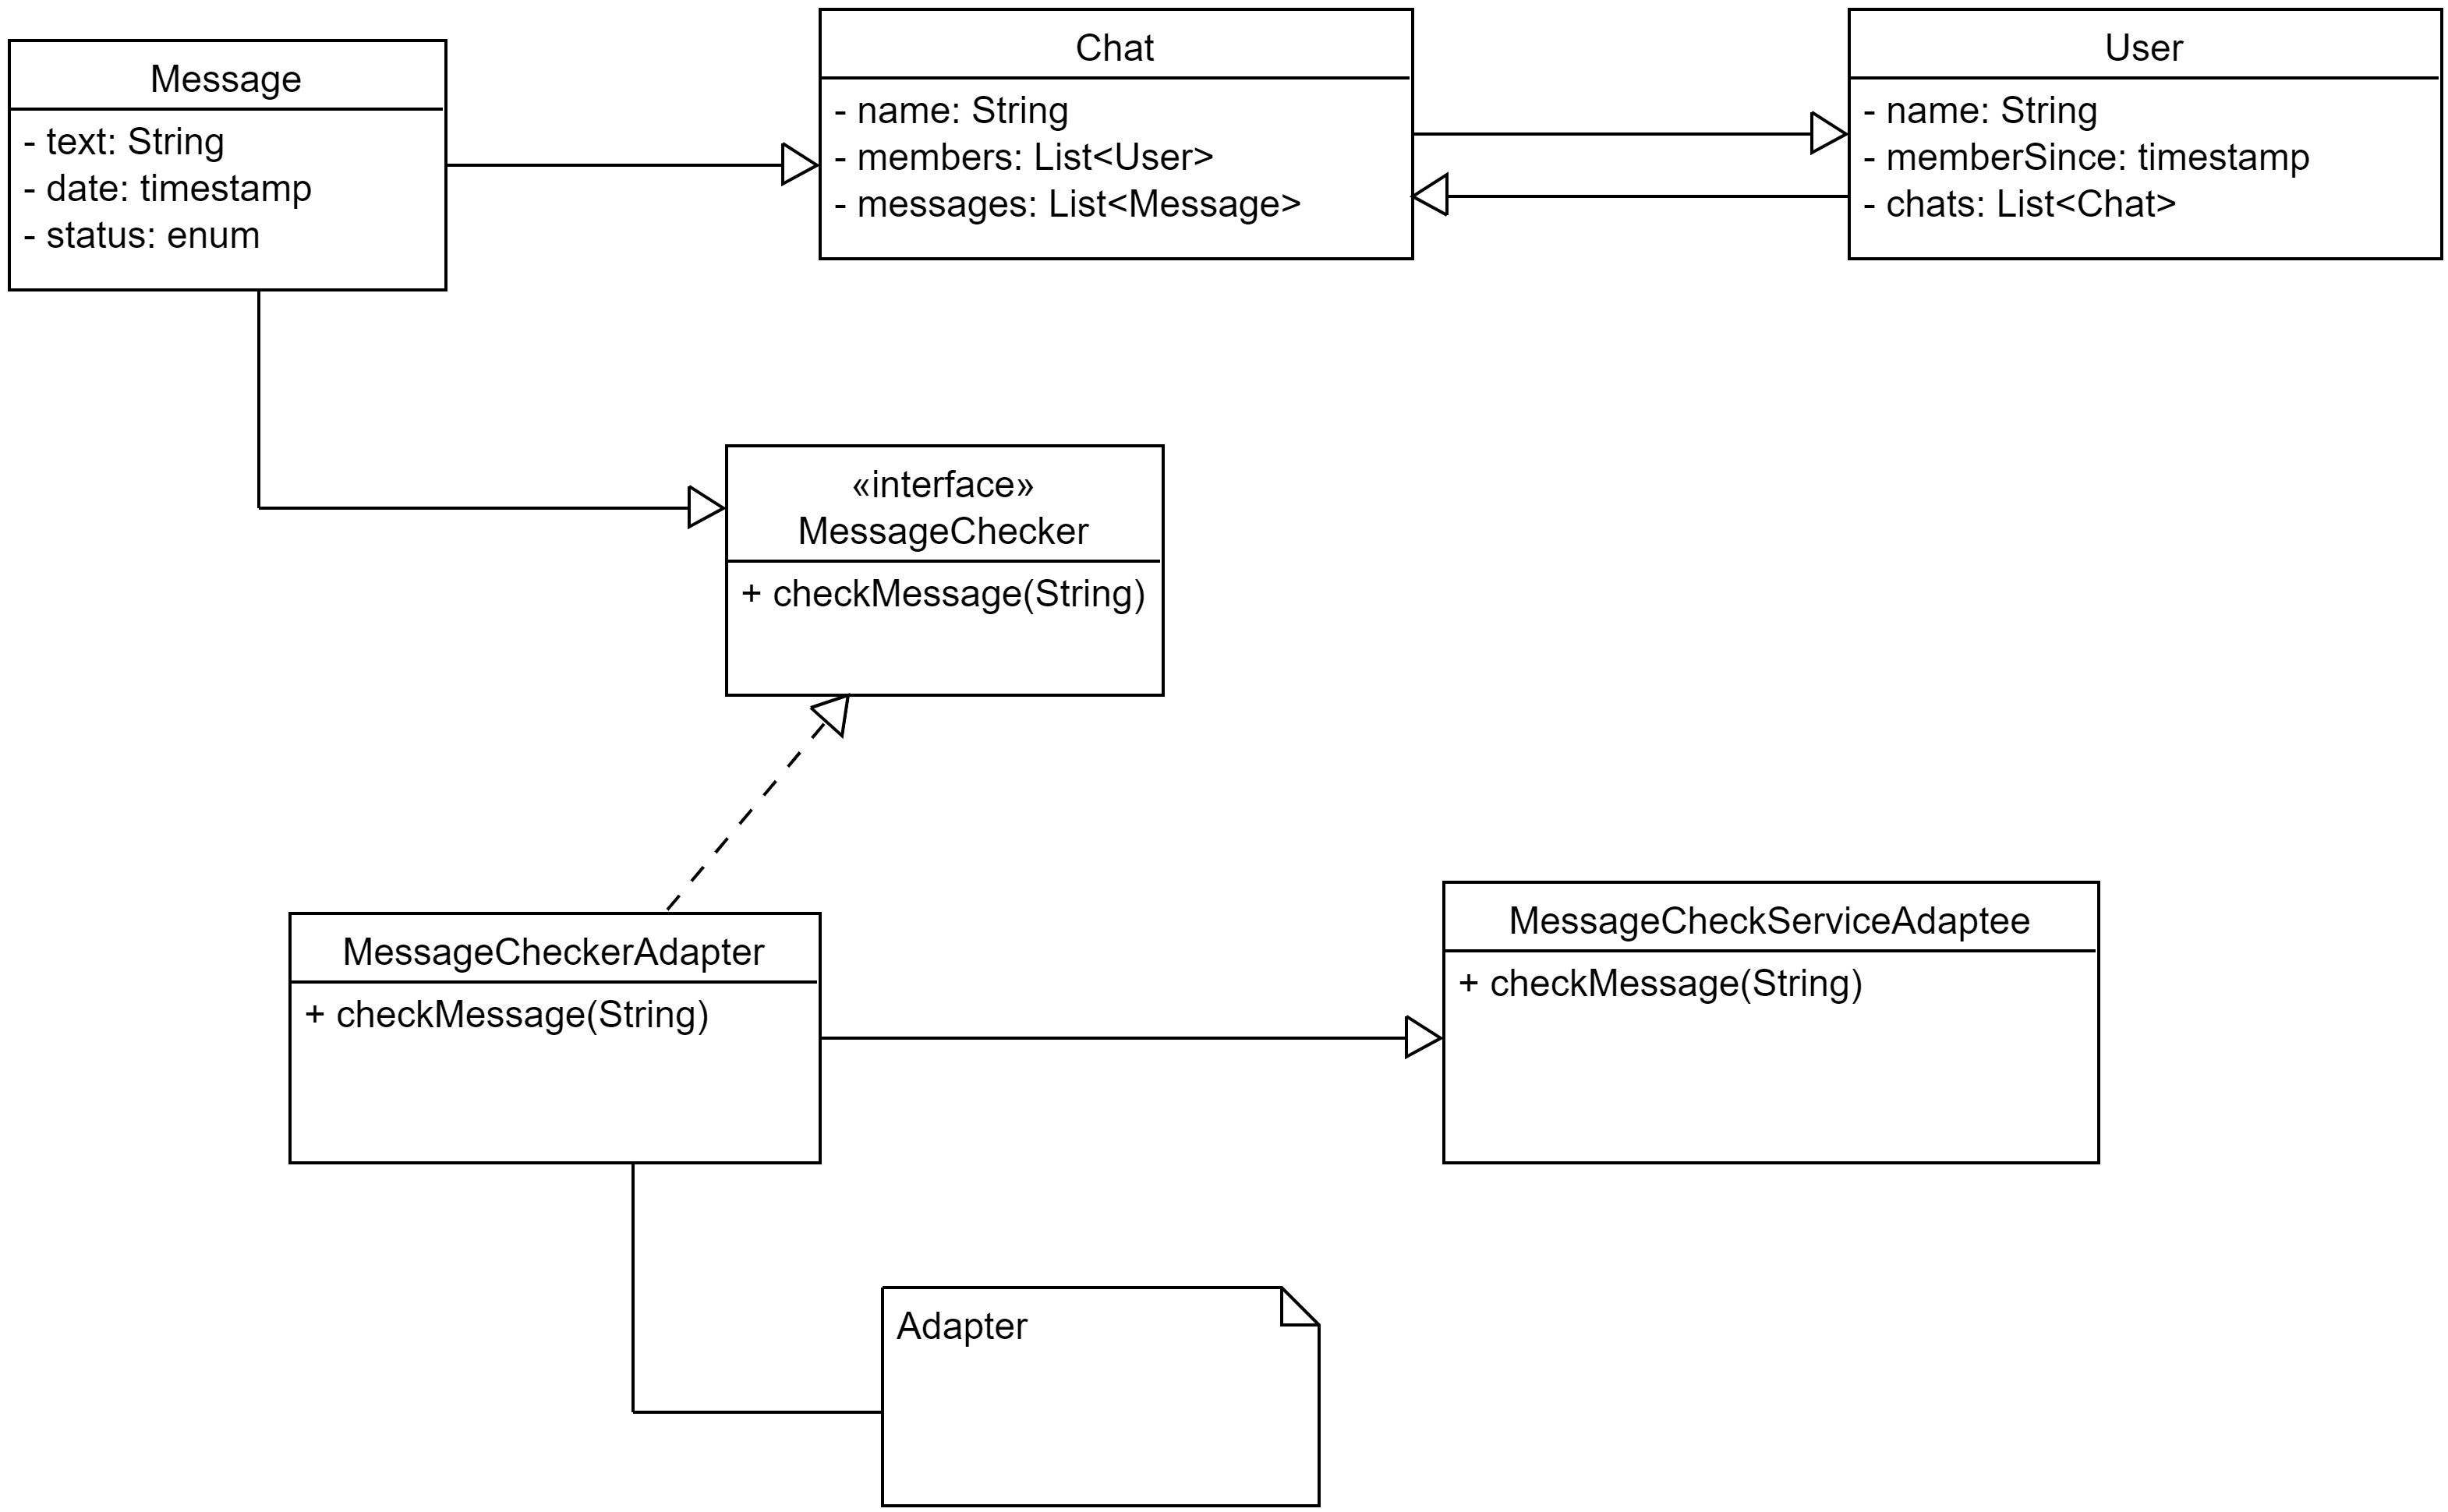 Message
- text: String
- date: timestamp
- status: enum
Chat
- name: String
- members: List<User>
- messages: List<Message>
User
- name: String
- memberSince: timestamp
- chats: List<Chat>
«interface»
MessageChecker
+ checkMessage(String)
MessageCheckerAdapter
+ checkMessage(String)
MessageCheckServiceAdaptee
+ checkMessage(String)
Adapter